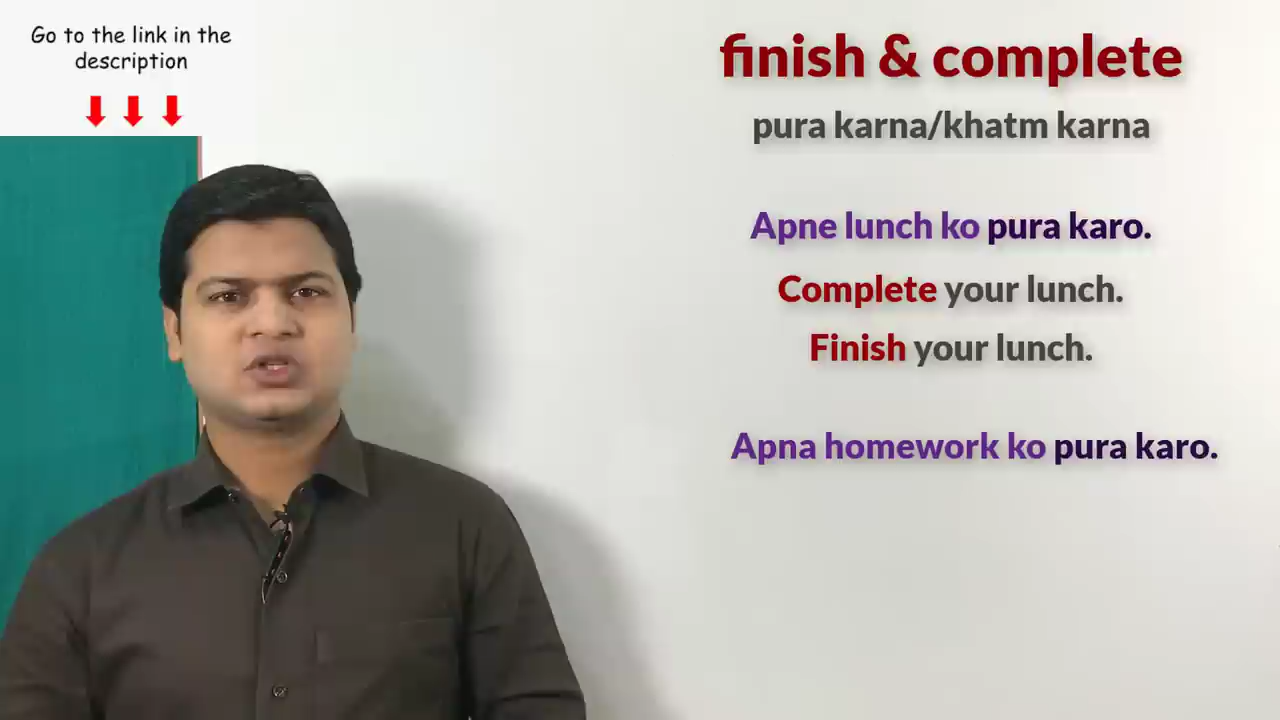 Go to the link in the
description
finish & complete
pura karna/khatm karna
Apne lunch ko pura karo.
Complete your lunch.
Finish your lunch.
Apna homework ko pura karo.